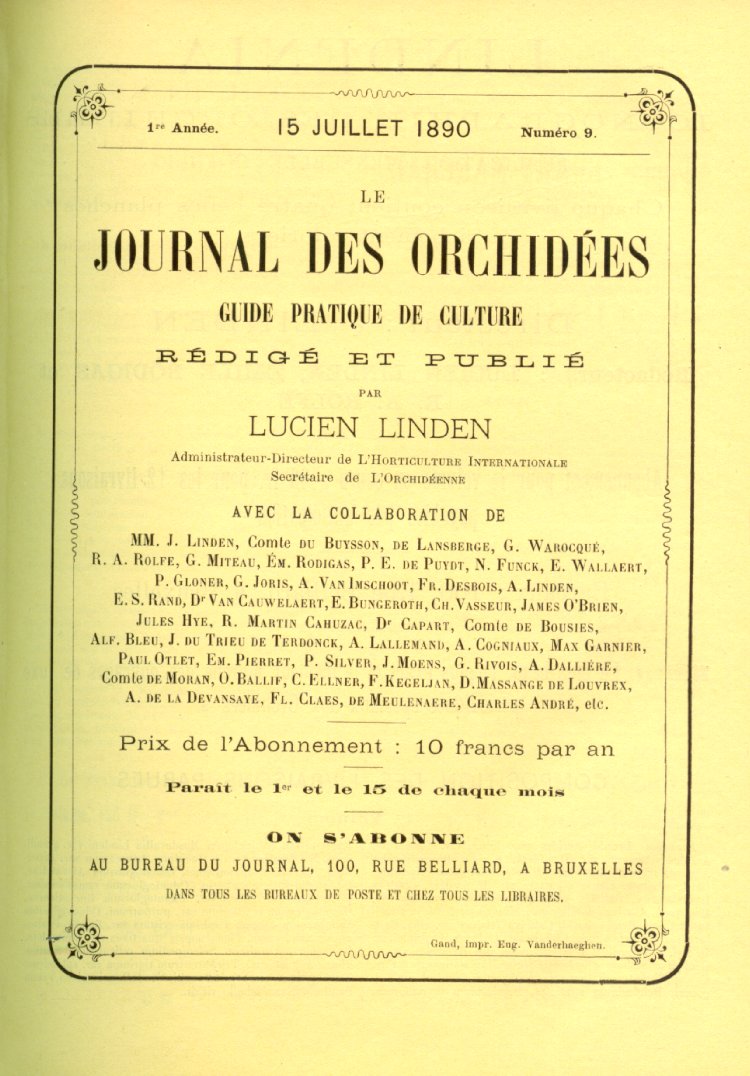 1re Année. 15 JUILLET 1890 Numéro 9.
LE
JOURNAL DES ORCHIDÉES
GUIDE PRATIQUE DE CULTURE
RÉDIGÉ ET PUBLIÉ
PAR
LUCIEN LINDEN
Administrateur-Directeur de L'HORTICULTURE INTERNATIONALE
Secrétaire de L'ORCHIDÉENNE
AVEC LA COLLABORATION DE
MM. J. LINDEN, Comte DU BUYSSON, DE LANSBERGE, G. WAROCQUÉ,
R. A. ROLFE, G. MITEAU, ÉM. RODIGAS, P. E. DE PUYDT, N. FUNCK, E. WALLAERT,
P. GLONER, G. JORIS, A. VAN IMSCHOOT, FR. DESBOIS, A. LINDEN,
E. S. RAND, Dr VAN CAUWELAERT, E. BUNGEROTH, CH. VASSEUR, JAMES O'BRIEN,
JULES HYE, R. MARTIN CAHUZAC, Dr CAPART, Comte DE BOUSIES,
ALF. BLEU, J. DU TRIEU DE TERDONCK, A. LALLEMAND, A. COGNIAUX, MAX GARNIER,
PAUL OTLET, EM. PIERRET, P. SILVER, J. MOENS, G. RIVOIS, A. DALLIÈRE,
Comte DE MORAN, O. BALLIF, C. ELLNER, F. KEGELJAN, D. MASSANGE DE LOUVREX,
A. DE LA DEVANSAYE, FL. CLAES, DE MEULENAERE, CHARLES ANDRÉ, etc.
Prix de l'Abonnement : 10 francs par an
Paraît le 1er et le 15 de chaque mois
ON S'ABONNE
AU BUREAU DU JOURNAL, 100, RUE BELLIARD, A BRUXELLES
DANS TOUS LES BUREAUX DE POSTE ET CHEZ TOUS LES LIBRAIRES.
Gand, impr. Eug. Vanderhaeghen.